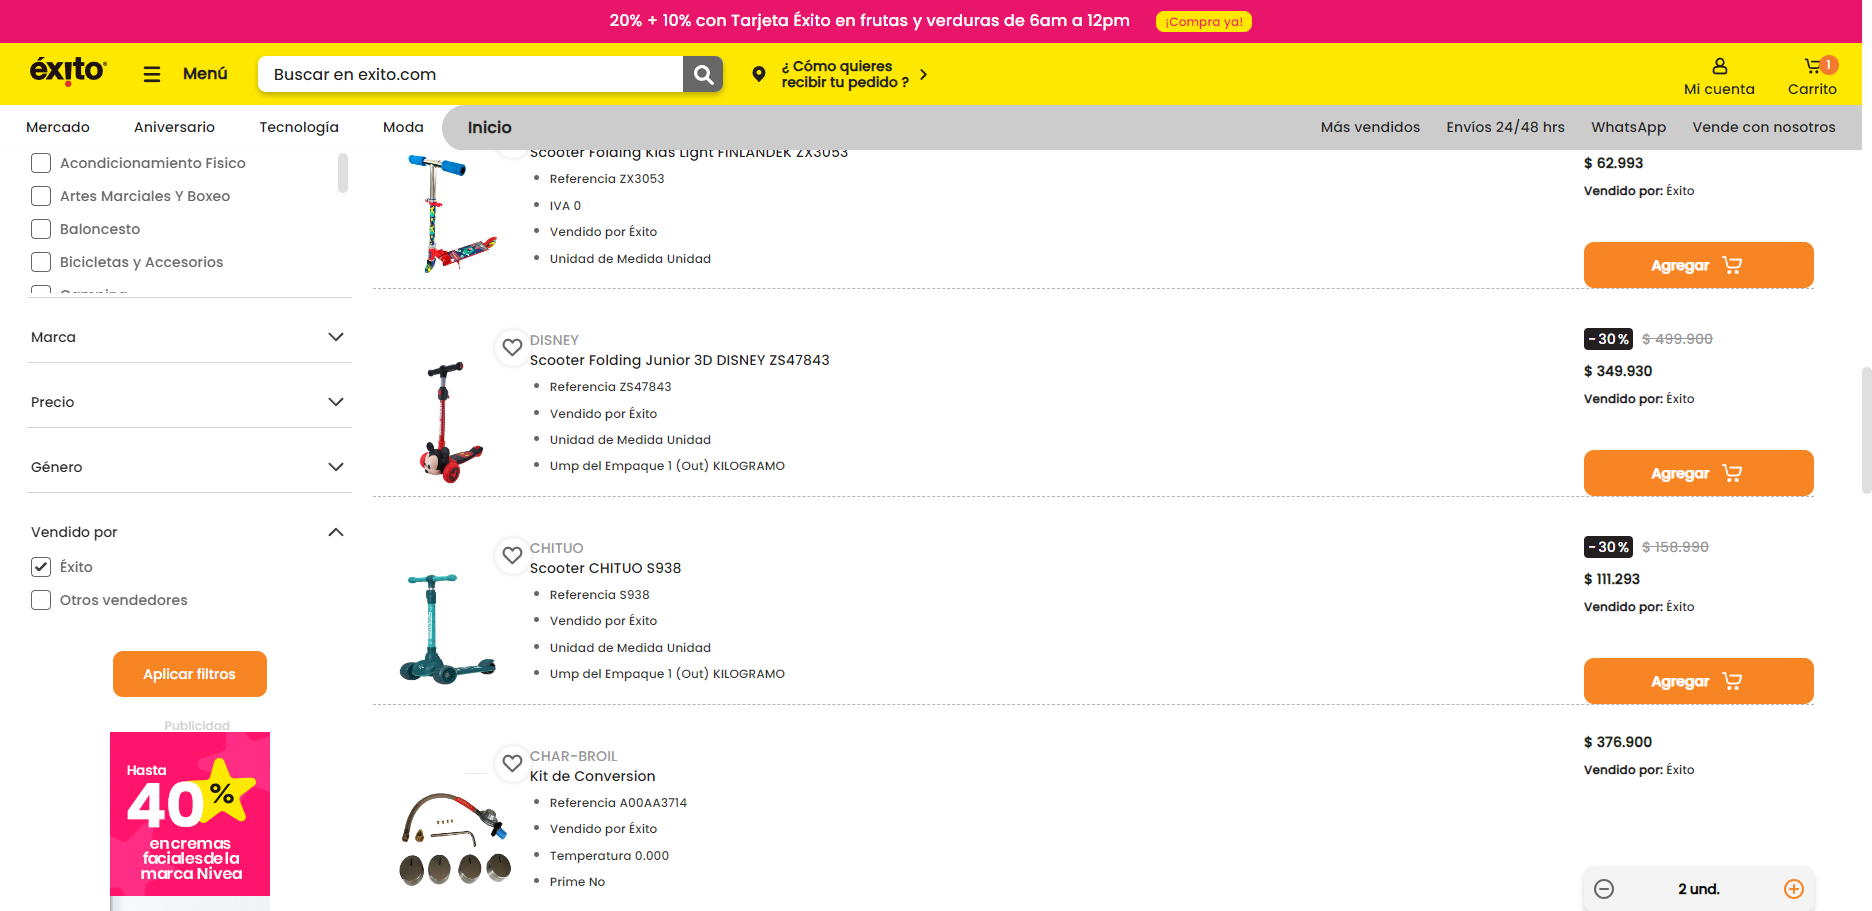 20% + 10% con Tarjeta Éxito en frutas y verduras de 6am a 12pm
¡Compra ya!
éxito
Menú
Buscar en exito.com
¿ Cómo quieres
recibir tu pedido ?
Mi cuenta
1
Carrito
Mercado
Aniversario
Tecnología
Moda
Inicio
Más vendidos
Envíos 24/48 hrs
WhatsApp
Vende con nosotros
Acondicionamiento Fisico
Artes Marciales Y Boxeo
Baloncesto
Bicicletas y Accesorios
Camping
Marca
Precio
Género
Vendido por
Éxito
Otros vendedores
Aplicar filtros
Publicidad
Hasta
40%
en cremas
faciales de la
marca Nivea
Scooter Folding Kids Light FINLANDEK ZX3053
Referencia ZX3053
IVA 0
Vendido por Éxito
Unidad de Medida Unidad
$ 62.993
Vendido por: Éxito
Agregar
DISNEY
Scooter Folding Junior 3D DISNEY ZS47843
Referencia ZS47843
Vendido por Éxito
Unidad de Medida Unidad
Ump del Empaque 1 (Out) KILOGRAMO
-30% $ 499.900
$ 349.930
Vendido por: Éxito
Agregar
CHITUO
Scooter CHITUO S938
Referencia S938
Vendido por Éxito
Unidad de Medida Unidad
Ump del Empaque 1 (Out) KILOGRAMO
-30% $ 158.990
$ 111.293
Vendido por: Éxito
Agregar
CHAR-BROIL
Kit de Conversion
Referencia A00AA3714
Vendido por Éxito
Temperatura 0.000
Prime No
$ 376.900
Vendido por: Éxito
2 und.